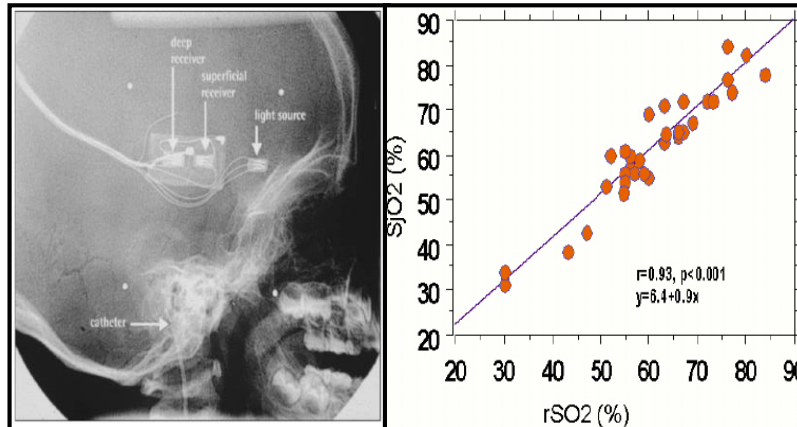 deep
receiver
superficial
receiver
light source
catheter
90
80
70
60
50
40
30
20
SjO2 (%)
r=0.93, p<0.001
y=6.4+0.9x
20 30 40 50 60 70 80 90
rSO2 (%)